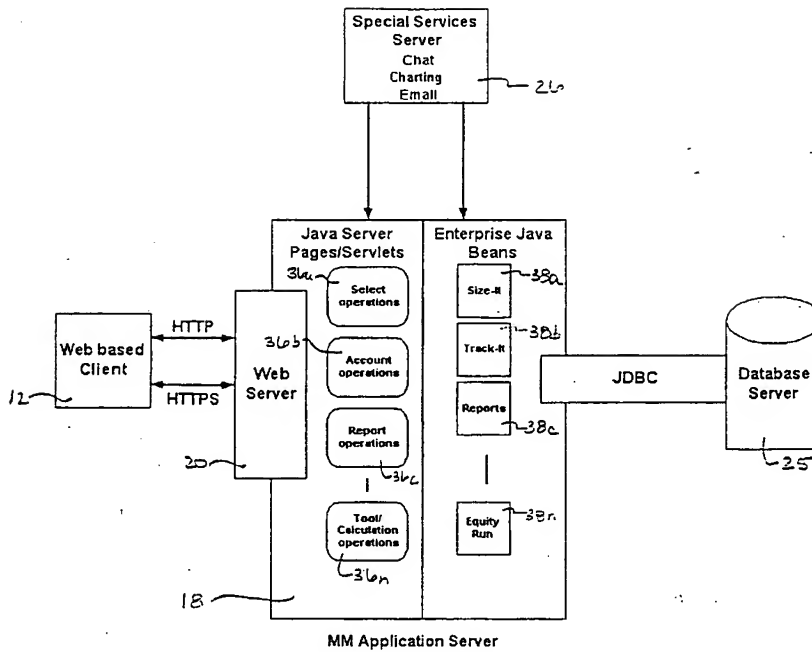 Special Services
Server
Chat
Charting
Email
26
Java Server
Pages/Servlets
Enterprise Java
Beans
36a
Select
operations
38a
Size-It
HTTP
36b
Account
operations
38b
Track-It
Web based
Client
Web
Server
JDBC
Database
Server
12
HTTPS
Report
operations
Reports
38c
25
20
36c
Tool/
Calculation
operations
38n
Equity
Run
36n
18
MM Application Server